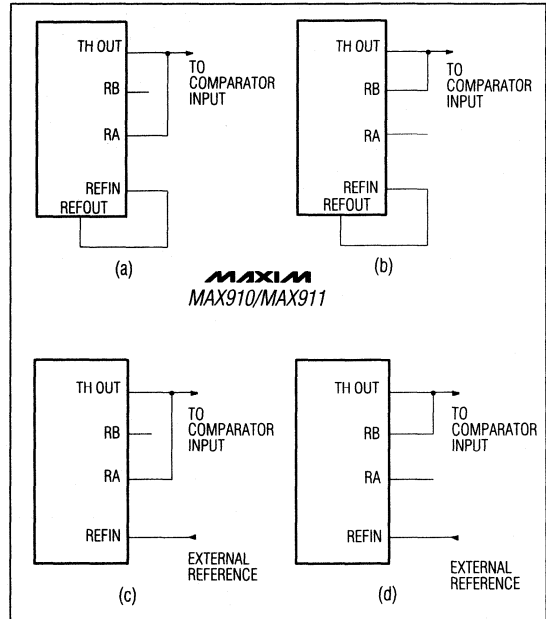 TH OUT
TO
COMPARATOR
INPUT
RB
RA
REFIN
REFOUT
(a)
TH OUT
TO
COMPARATOR
INPUT
RB
RA
REFIN
REFOUT
(b)
MAXIM
MAX910/MAX911
TH OUT
TO
COMPARATOR
INPUT
RB
RA
REFIN
EXTERNAL
REFERENCE
(c)
TH OUT
TO
COMPARATOR
INPUT
RB
RA
REFIN
EXTERNAL
REFERENCE
(d)